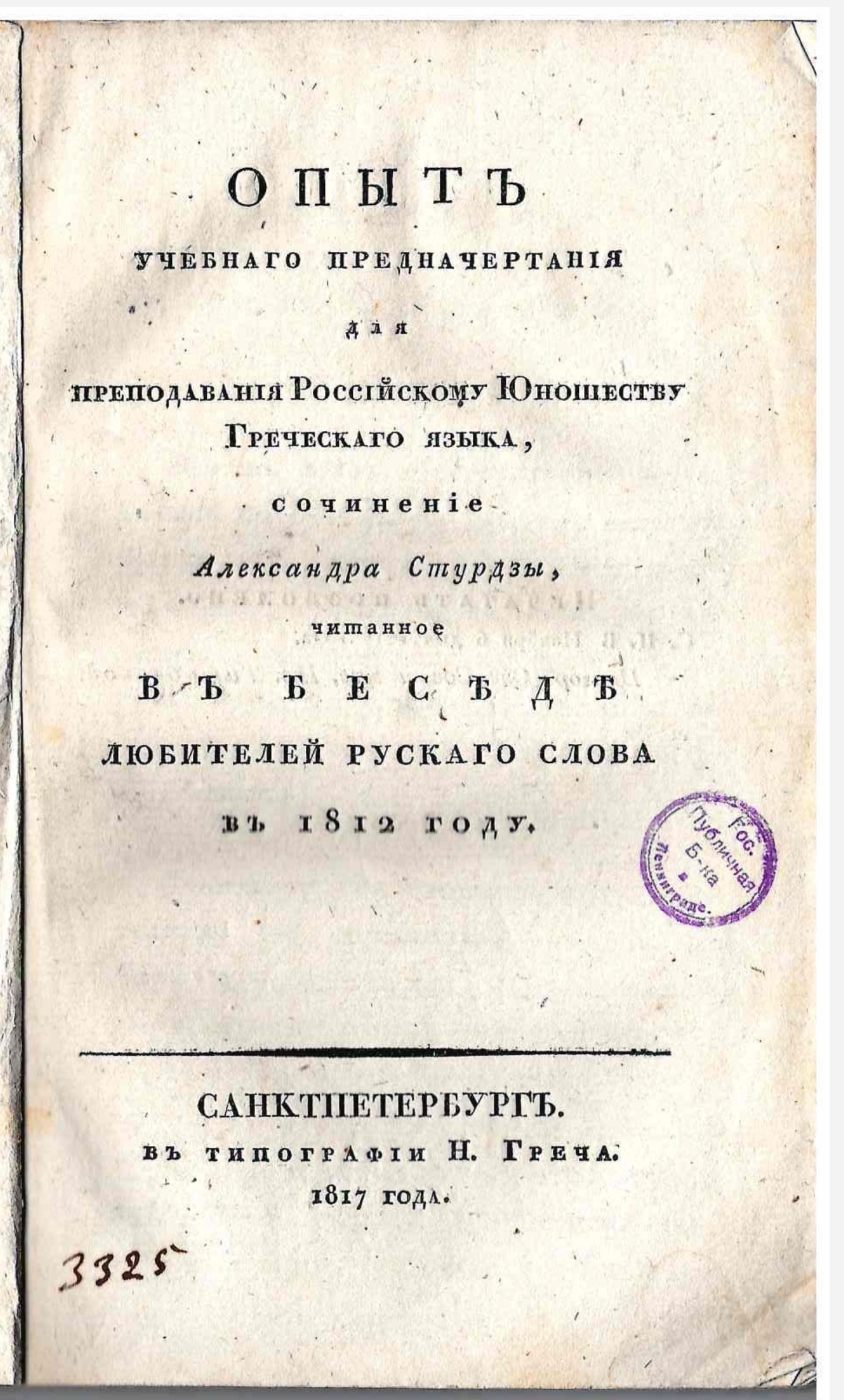 ОПЫТЪ
УЧЕБНАГО ПРЕДНАЧЕРТАНІЯ
для
ПРЕПОДАВАНІЯ РОССІЙСКОМУ ЮНОШЕСТВУ
ГРЕЧЕСКАГО ЯЗЫКА,
сочиненіе
Александра Стурдзы,
читанное
ВЪ БЕСѢДѢ
ЛЮБИТЕЛЕЙ РУСКАГО СЛОВА
въ 1812 году.
Гос.
Публичная
Б-ка
Ленинграде.
САНКТПЕТЕРБУРГЪ.
ВЪ ТИПОГРАФІИ Н. ГРЕЧА.
1817 года.
3325